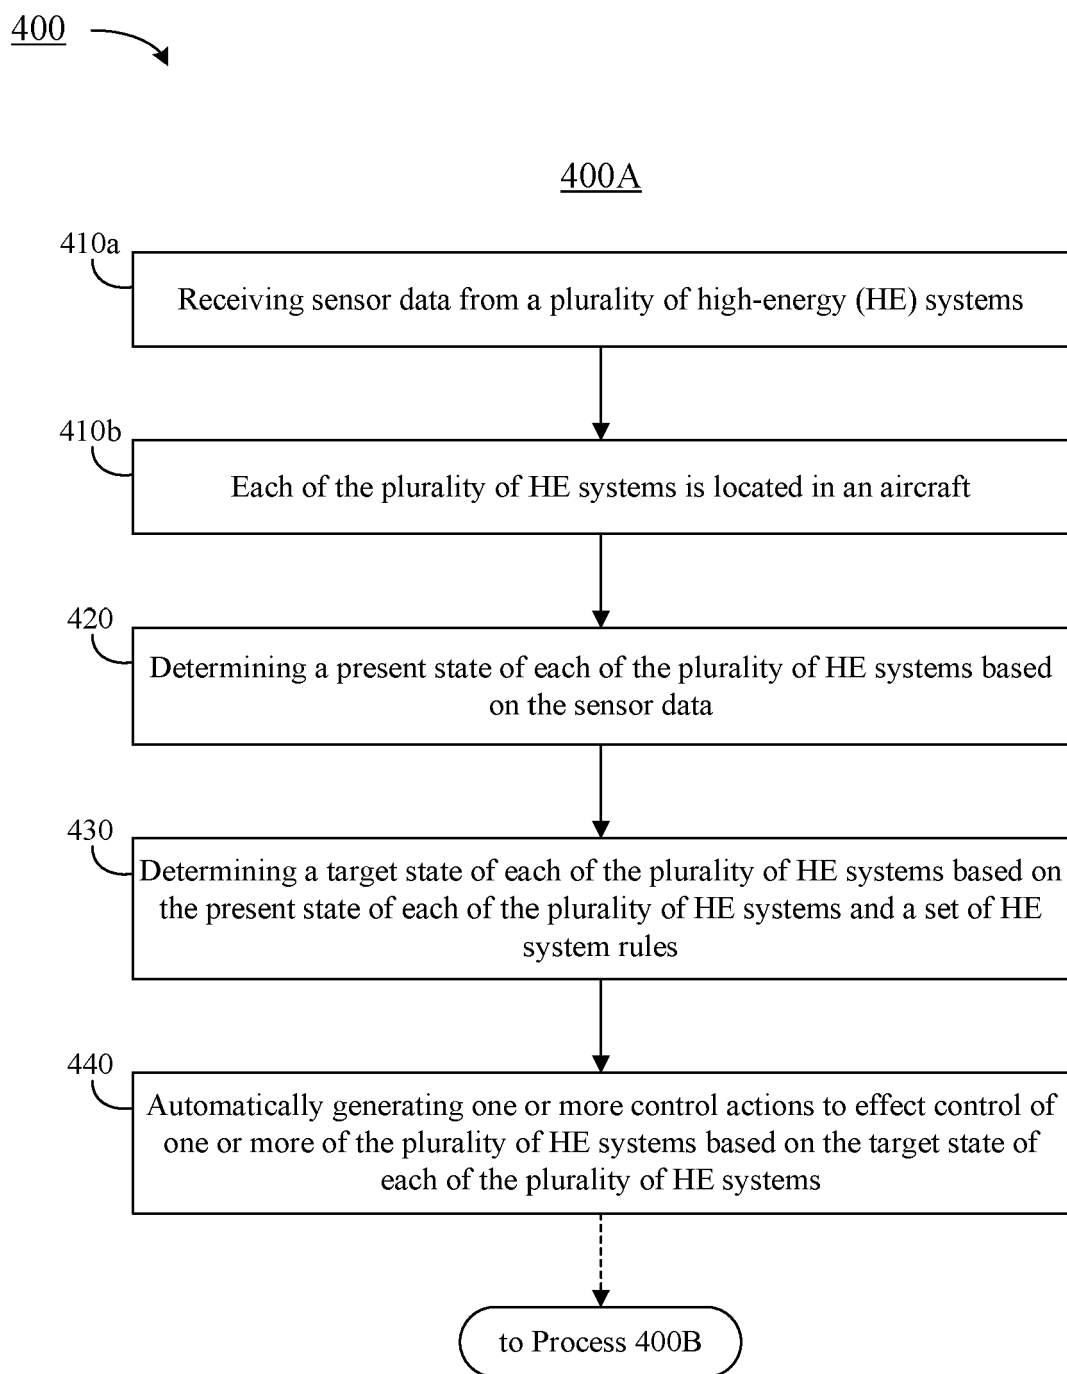 400
400A
410a
Receiving sensor data from a plurality of high-energy (HE) systems
410b
Each of the plurality of HE systems is located in an aircraft
420
Determining a present state of each of the plurality of HE systems based
on the sensor data
430
Determining a target state of each of the plurality of HE systems based on
the present state of each of the plurality of HE systems and a set of HE
system rules
440
Automatically generating one or more control actions to effect control of
one or more of the plurality of HE systems based on the target state of
each of the plurality of HE systems
to Process 400B